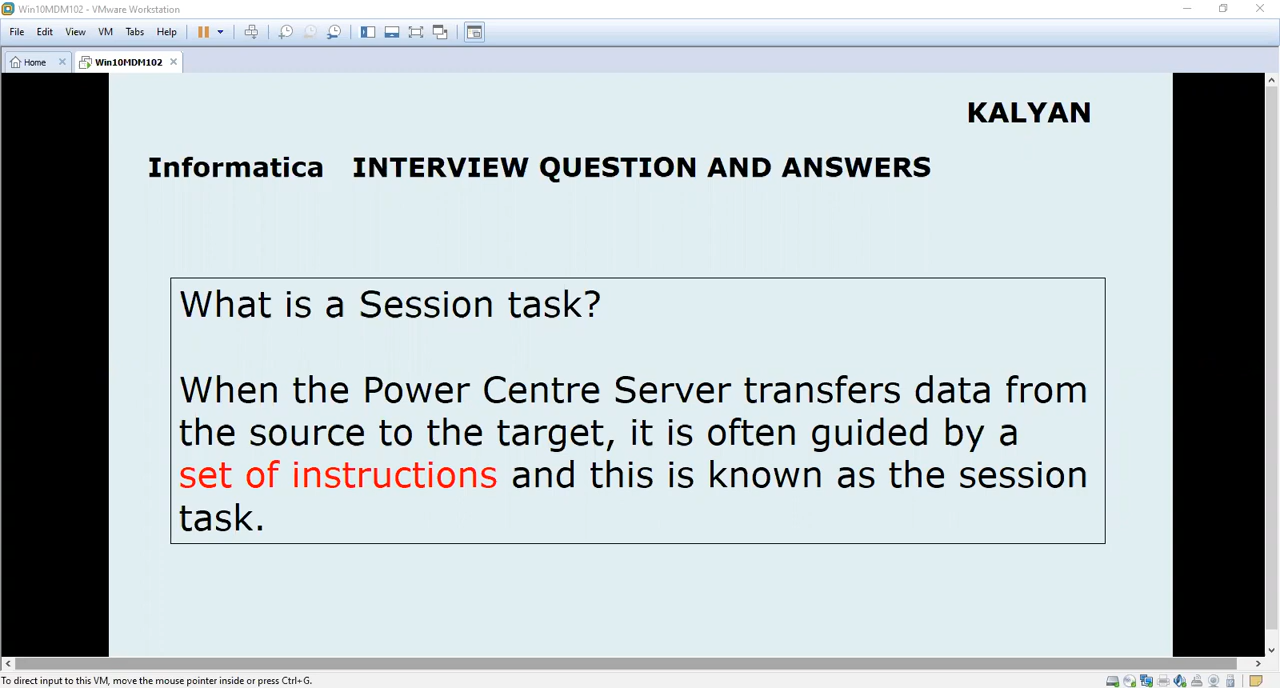 Win10MDM102 - VMware Workstation
File Edit View VM Tabs Help
Home Win10MDM102
KALYAN
Informatica INTERVIEW QUESTION AND ANSWERS
What is a Session task?
When the Power Centre Server transfers data from
the source to the target, it is often guided by a
set of instructions and this is known as the session
task.
To direct input to this VM, move the mouse pointer inside or press Ctrl+G.